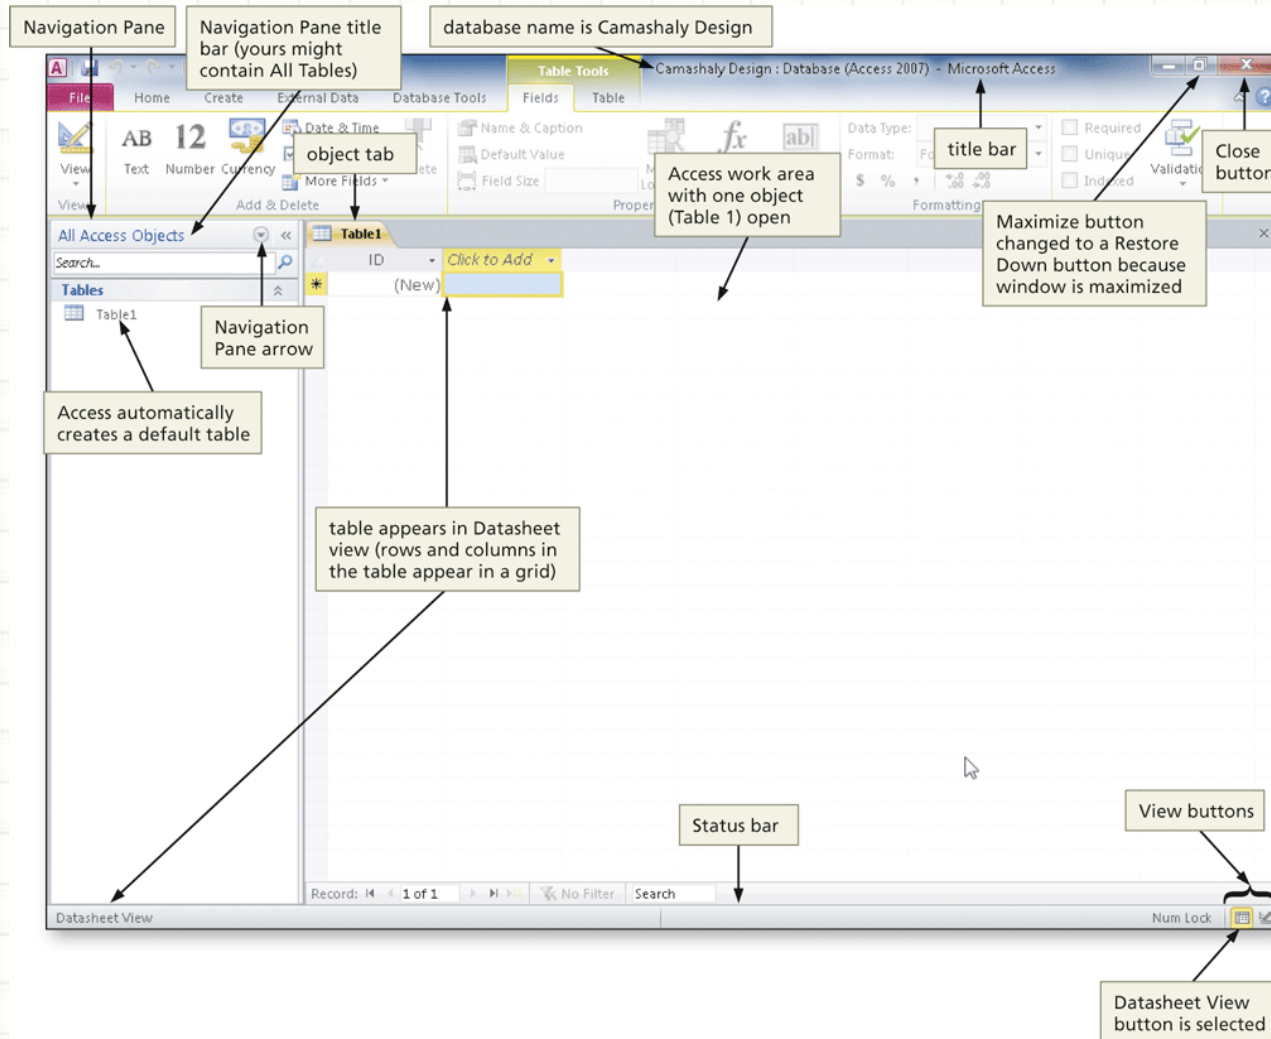 Navigation Pane
Navigation Pane title
bar (yours might
contain All Tables)
database name is Camashaly Design
Table Tools
Camashaly Design : Database (Access 2007) - Microsoft Access
File
Home
Create
External Data
Database Tools
Fields
Table
View
AB
Text
12
Number
Currency
Date & Time
More Fields
Add & Delete
object tab
Name & Caption
Default Value
Field Size
fx
ab|
Access work area
with one object
(Table 1) open
Data Type:
Format:
$ % ,
Formatting
title bar
Required
Unique
Indexed
Close
button
Maximize button
changed to a Restore
Down button because
window is maximized
All Access Objects
Search...
Tables
Table1
Table1
ID
Click to Add
(New)
Navigation
Pane arrow
Access automatically
creates a default table
table appears in Datasheet
view (rows and columns in
the table appear in a grid)
Status bar
View buttons
Record:
1 of 1
No Filter
Search
Datasheet View
Num Lock
Datasheet View
button is selected